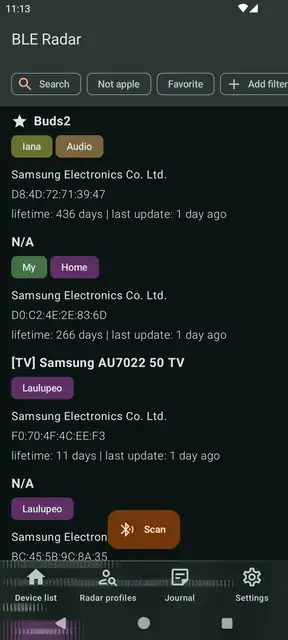 11:13
BLE Radar
Search
Not apple
Favorite
Add filter
Buds2
Iana
Audio
Samsung Electronics Co. Ltd.
D8:4D:72:71:39:47
lifetime: 436 days | last update: 1 day ago
N/A
My
Home
Samsung Electronics Co. Ltd.
D0:C2:4E:2E:83:6D
lifetime: 266 days | last update: 1 day ago
[TV] Samsung AU7022 50 TV
Laulupeo
Samsung Electronics Co. Ltd.
F0:70:4F:4C:EE:F3
lifetime: 11 days | last update: 1 day ago
N/A
Laulupeo
Samsung Electron
BC:45:5B:9C:8A:35
Scan
Device list
Radar profiles
Journal
Settings